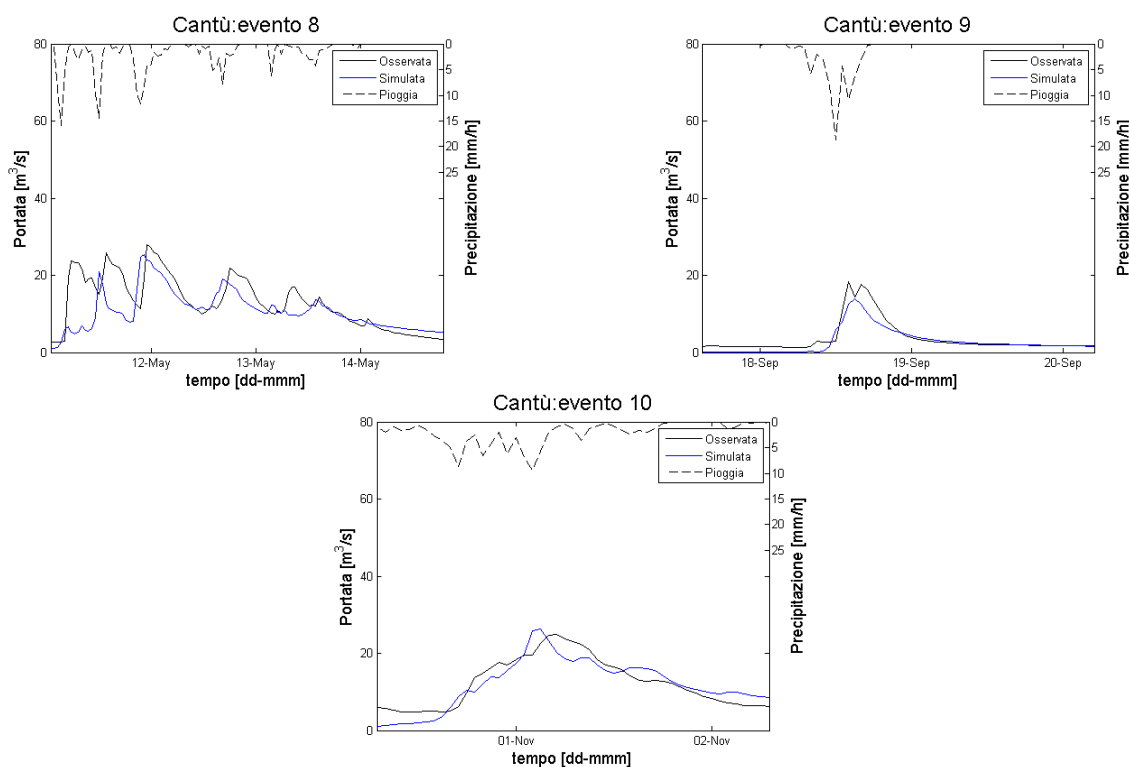 Cantù:evento 8
80
60
40
20
0
Portata [m³/s]
0
5
10
15
20
25
Precipitazione [mm/h]
Osservata
Simulata
Pioggia
12-May
13-May
14-May
tempo [dd-mmm]
Cantù:evento 9
80
60
40
20
0
Portata [m³/s]
0
5
10
15
20
25
Precipitazione [mm/h]
Osservata
Simulata
Pioggia
18-Sep
19-Sep
20-Sep
tempo [dd-mmm]
Cantù:evento 10
80
60
40
20
0
Portata [m³/s]
0
5
10
15
20
25
Precipitazione [mm/h]
Osservata
Simulata
Pioggia
01-Nov
02-Nov
tempo [dd-mmm]